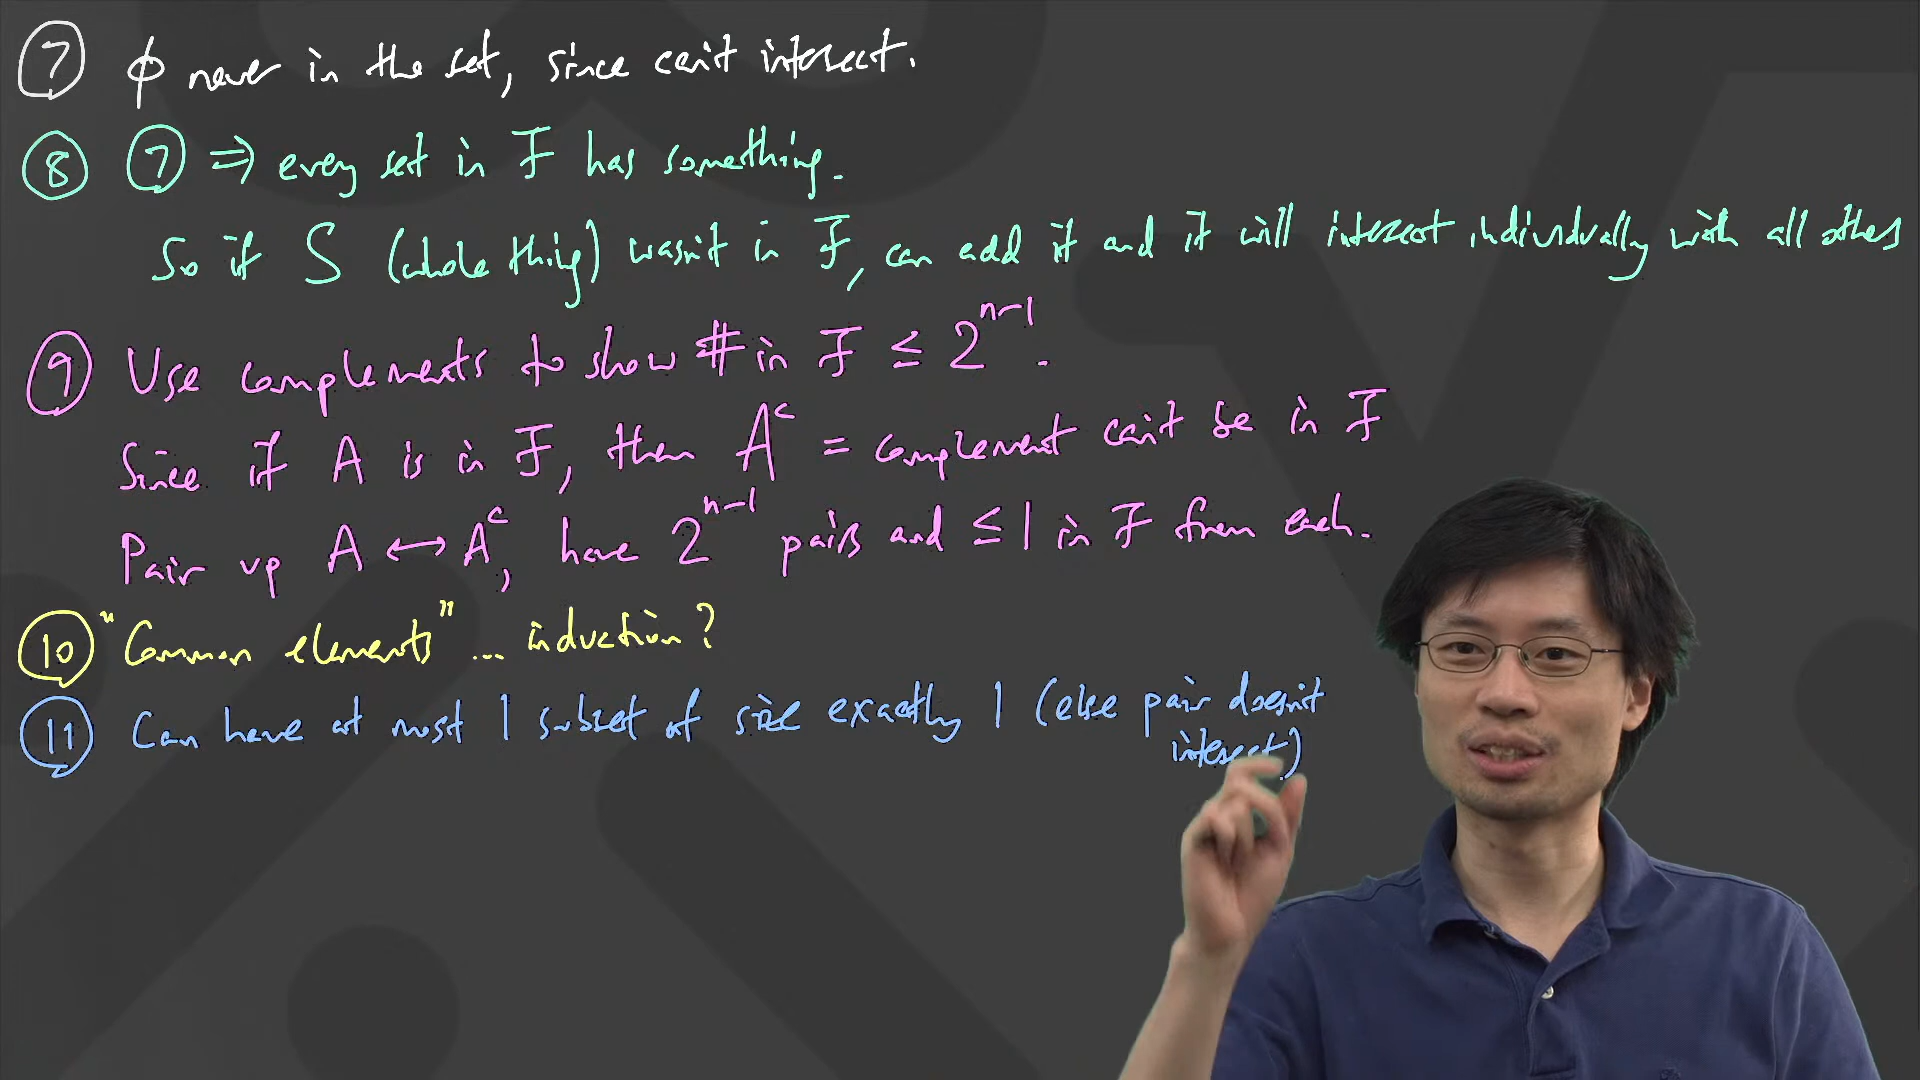 ⑦ ϕ never in the set, since can't intersect.
⑧ ⑦ ⇒ every set in F has something.
So if S (whole thing) wasn't in F, can add it and it will intersect individually with all others
⑨ Use complements to show # in F ≤ 2^{n-1}.
Since if A is in F, then A^c = complement can't be in F
Pair up A ↔ A^c, have 2^{n-1} pairs and ≤ 1 in F from each.
⑩ "Common elements" ... induction?
⑪ Can have at most 1 subset of size exactly 1 (else pair doesn't
intersect)